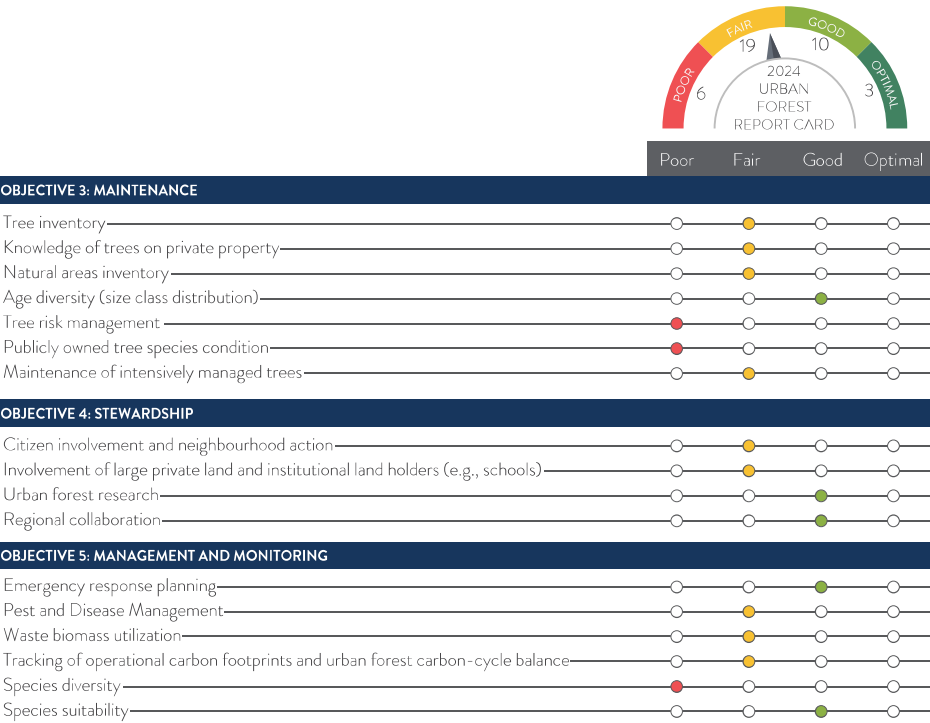 POOR
FAIR
GOOD
OPTIMAL
6
19
10
3
2024
URBAN
FOREST
REPORT CARD
Poor Fair Good Optimal
OBJECTIVE 3: MAINTENANCE
Tree inventory
Knowledge of trees on private property
Natural areas inventory
Age diversity (size class distribution)
Tree risk management
Publicly owned tree species condition
Maintenance of intensively managed trees
OBJECTIVE 4: STEWARDSHIP
Citizen involvement and neighbourhood action
Involvement of large private land and institutional land holders (e.g., schools)
Urban forest research
Regional collaboration
OBJECTIVE 5: MANAGEMENT AND MONITORING
Emergency response planning
Pest and Disease Management
Waste biomass utilization
Tracking of operational carbon footprints and urban forest carbon-cycle balance
Species diversity
Species suitability